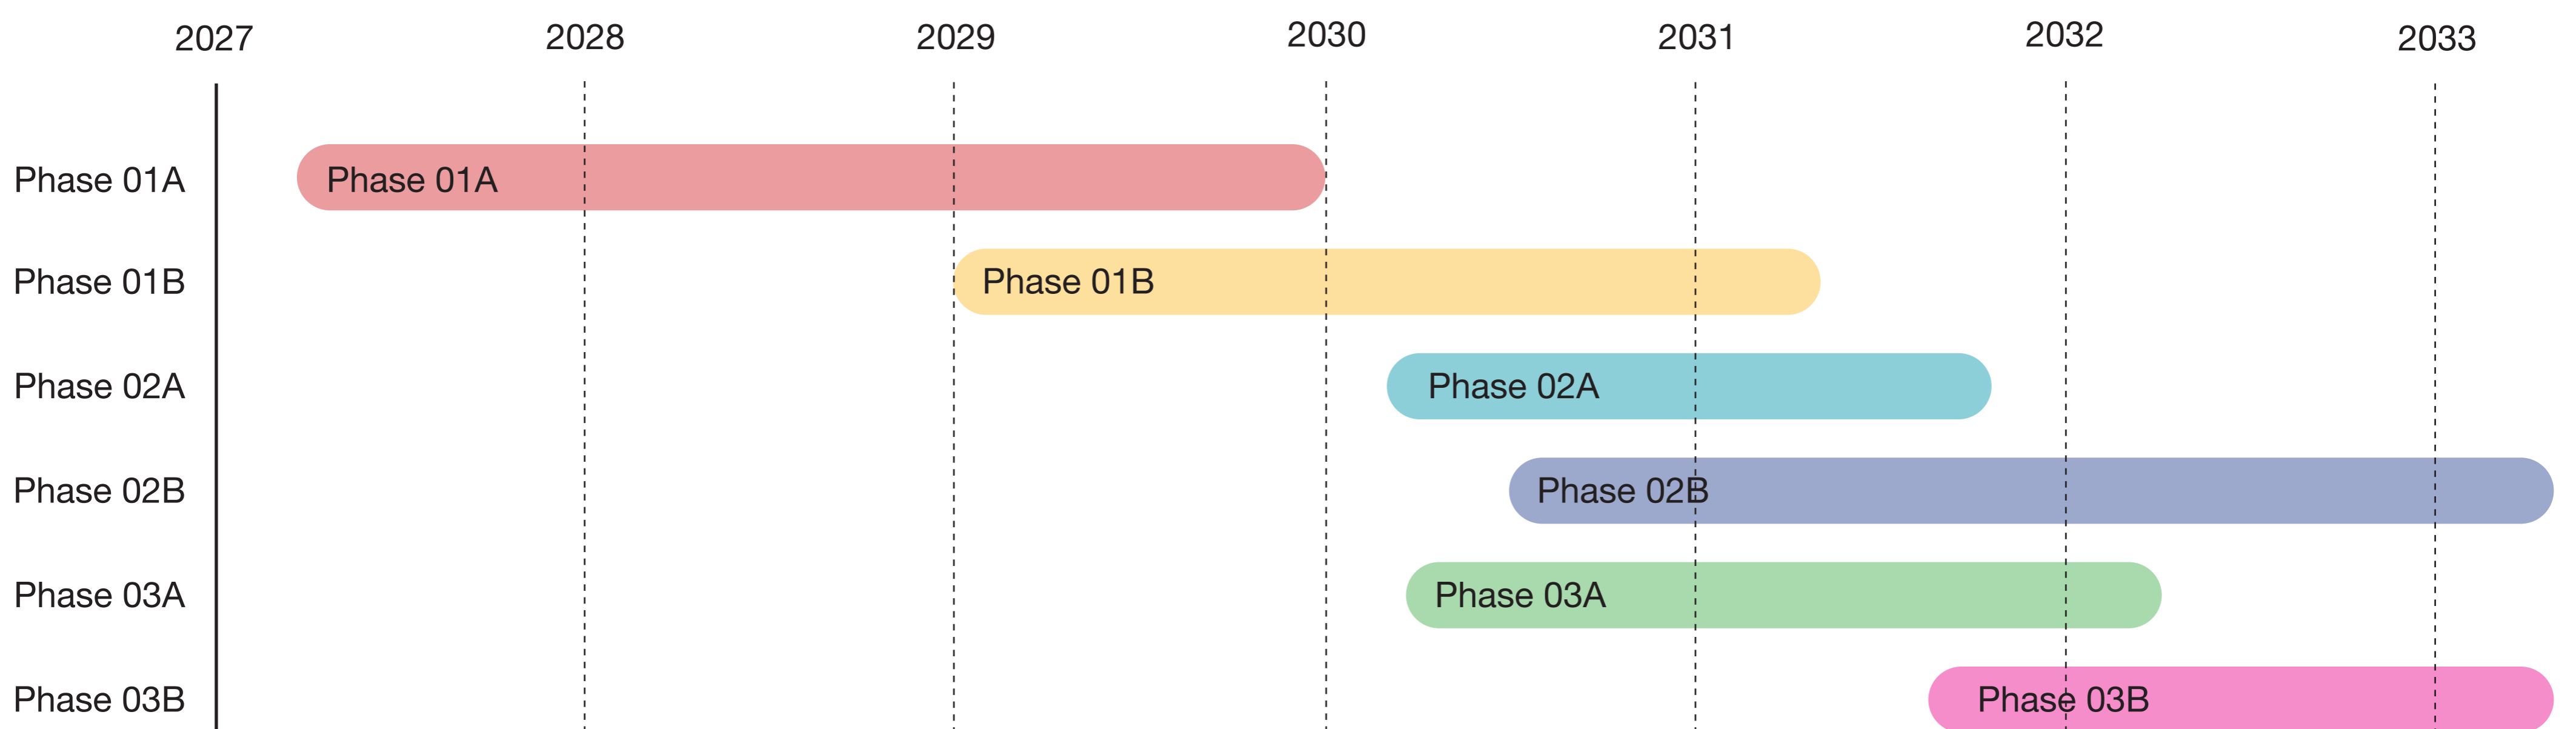 2027 2028 2029 2030 2031 2032 2033
Phase 01A Phase 01A
Phase 01B Phase 01B
Phase 02A Phase 02A
Phase 02B Phase 02B
Phase 03A Phase 03A
Phase 03B Phase 03B